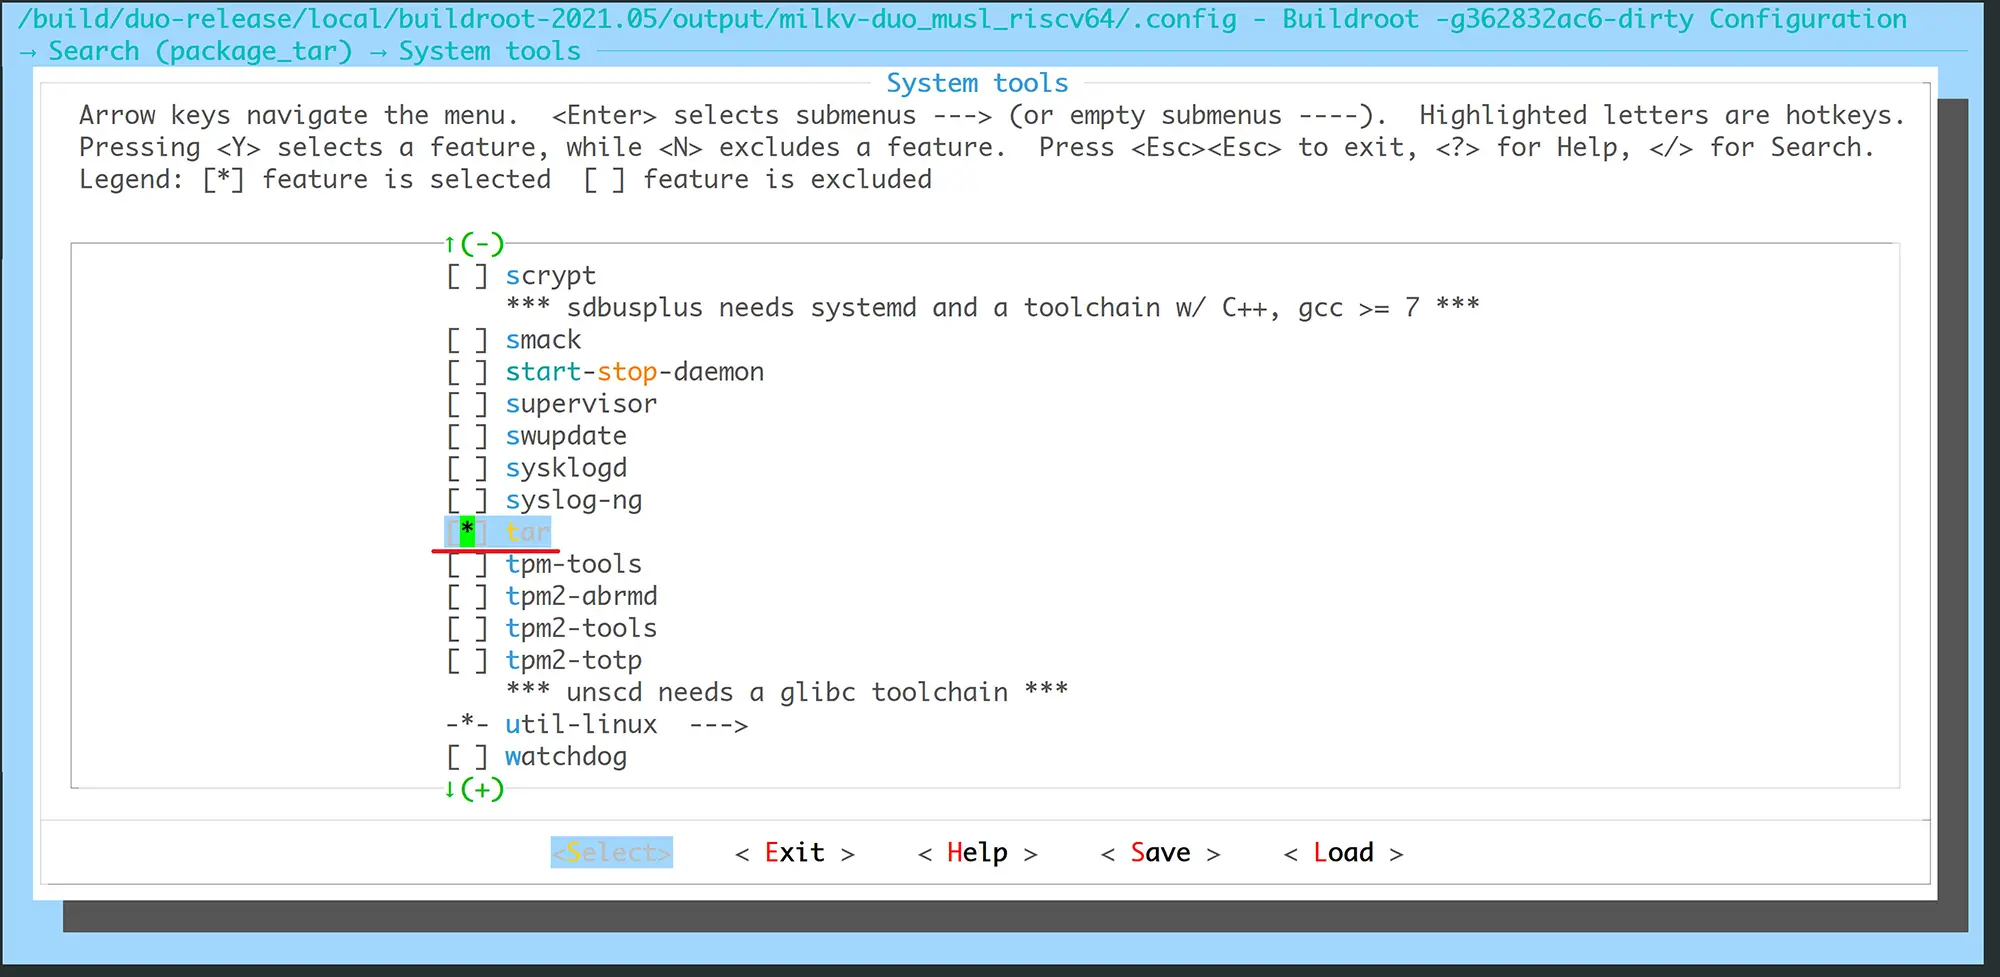 /build/duo-release/local/buildroot-2021.05/output/milkv-duo_musl_riscv64/.config - Buildroot -g362832ac6-dirty Configuration
→ Search (package_tar) → System tools
System tools
Arrow keys navigate the menu.  <Enter> selects submenus ---> (or empty submenus ----).  Highlighted letters are hotkeys.
Pressing <Y> selects a feature, while <N> excludes a feature.  Press <Esc><Esc> to exit, <?> for Help, </> for Search.
Legend: [*] feature is selected  [ ] feature is excluded
↑(-)
[ ] scrypt
*** sdbusplus needs systemd and a toolchain w/ C++, gcc >= 7 ***
[ ] smack
[ ] start-stop-daemon
[ ] supervisor
[ ] swupdate
[ ] sysklogd
[ ] syslog-ng
[*] tar
[ ] tpm-tools
[ ] tpm2-abrmd
[ ] tpm2-tools
[ ] tpm2-totp
*** unscd needs a glibc toolchain ***
-*- util-linux  --->
[ ] watchdog
↓(+)
<Select>    < Exit >    < Help >    < Save >    < Load >